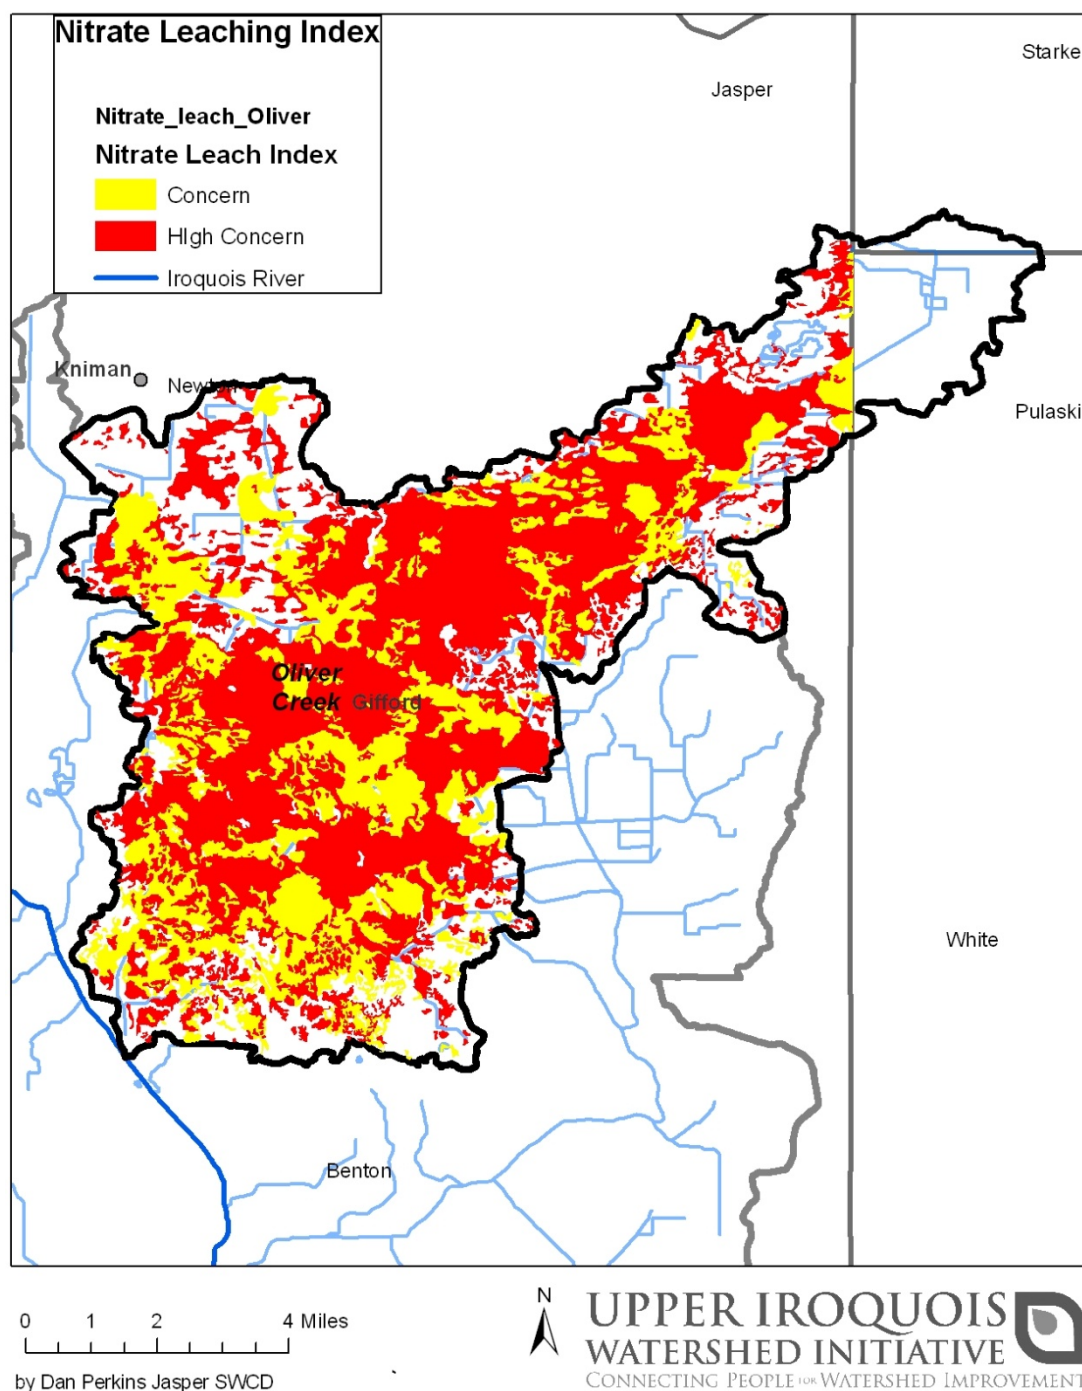 Nitrate Leaching Index
Nitrate_leach_Oliver
Nitrate Leach Index
Concern
HIgh Concern
Iroquois River
Starke
Jasper
Kniman
Newton
Pulaski
Oliver
Creek
Gifford
White
Benton
0 1 2 4 Miles
by Dan Perkins Jasper SWCD
N
UPPER IROQUOIS
WATERSHED INITIATIVE
CONNECTING PEOPLE FOR WATERSHED IMPROVEMENT